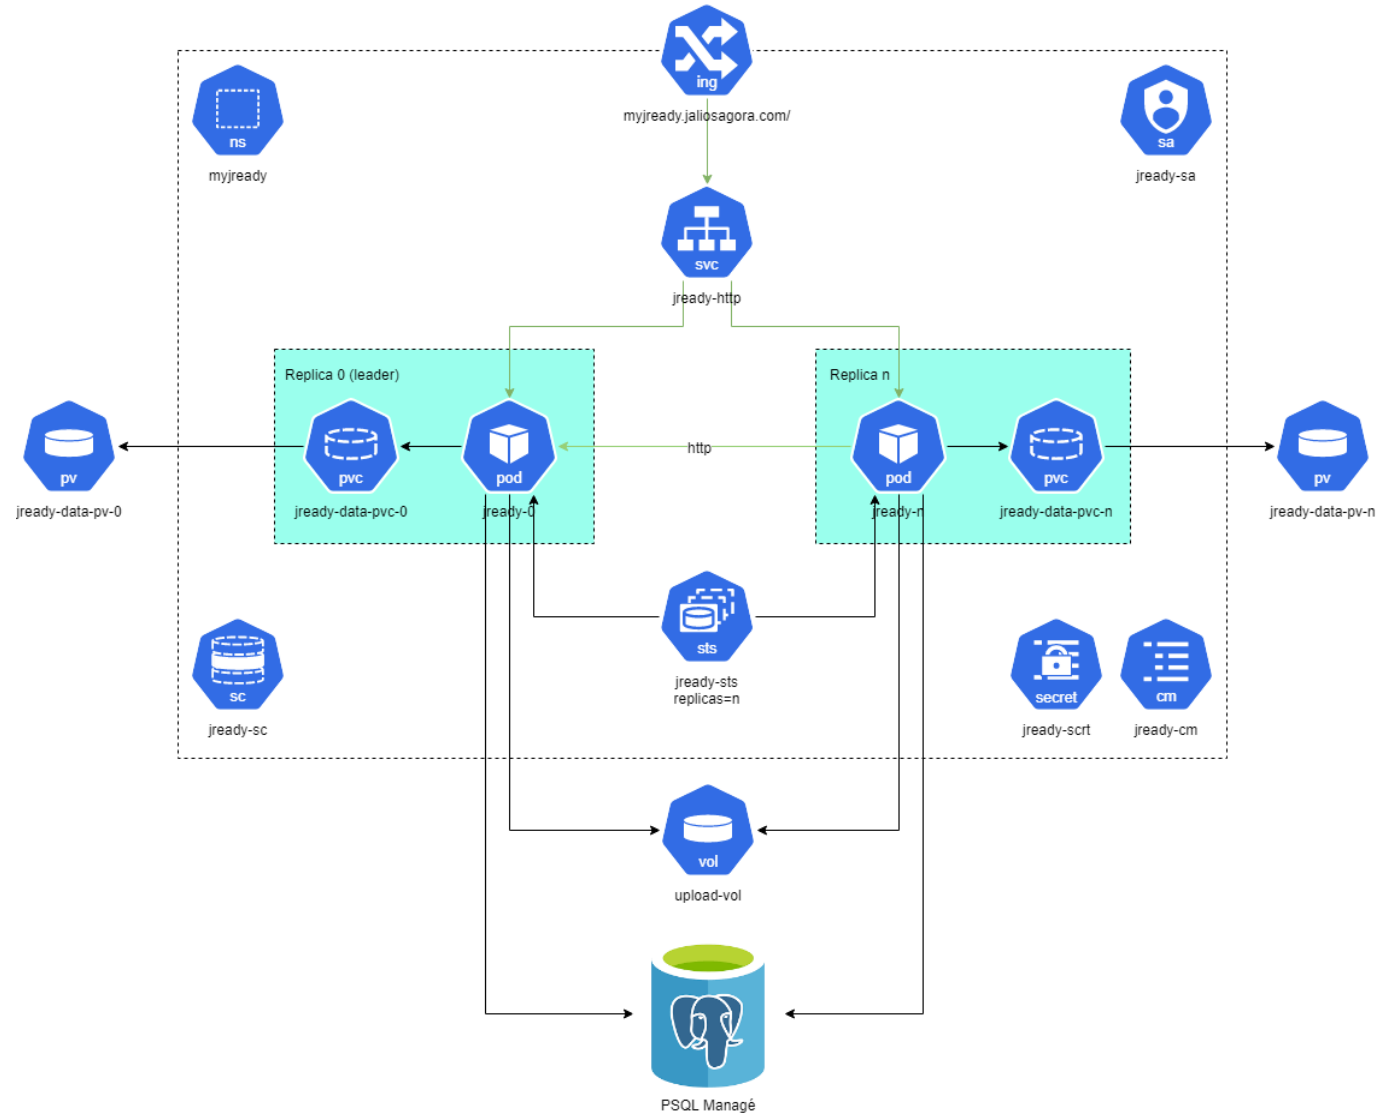 ing
myjready.jaliosagora.com/
ns
myjready
sa
jready-sa
svc
jready-http
Replica 0 (leader)
Replica n
pv
jready-data-pv-0
pvc
jready-data-pvc-0
pod
jready-0
http
pod
jready-n
pvc
jready-data-pvc-n
pv
jready-data-pv-n
sts
jready-sts
replicas=n
sc
jready-sc
secret
jready-scrt
cm
jready-cm
vol
upload-vol
PSQL Managé